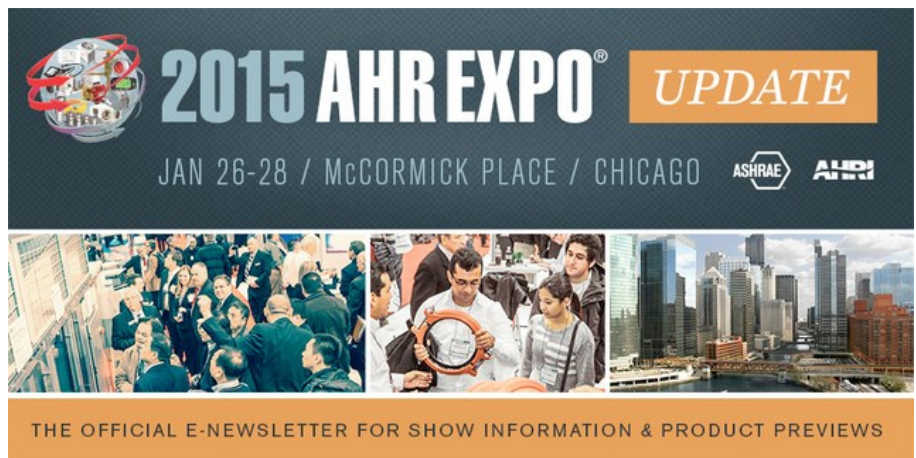 2015 AHR EXPO® UPDATE
JAN 26-28 / McCORMICK PLACE / CHICAGO ASHRAE AHRI
THE OFFICIAL E-NEWSLETTER FOR SHOW INFORMATION & PRODUCT PREVIEWS